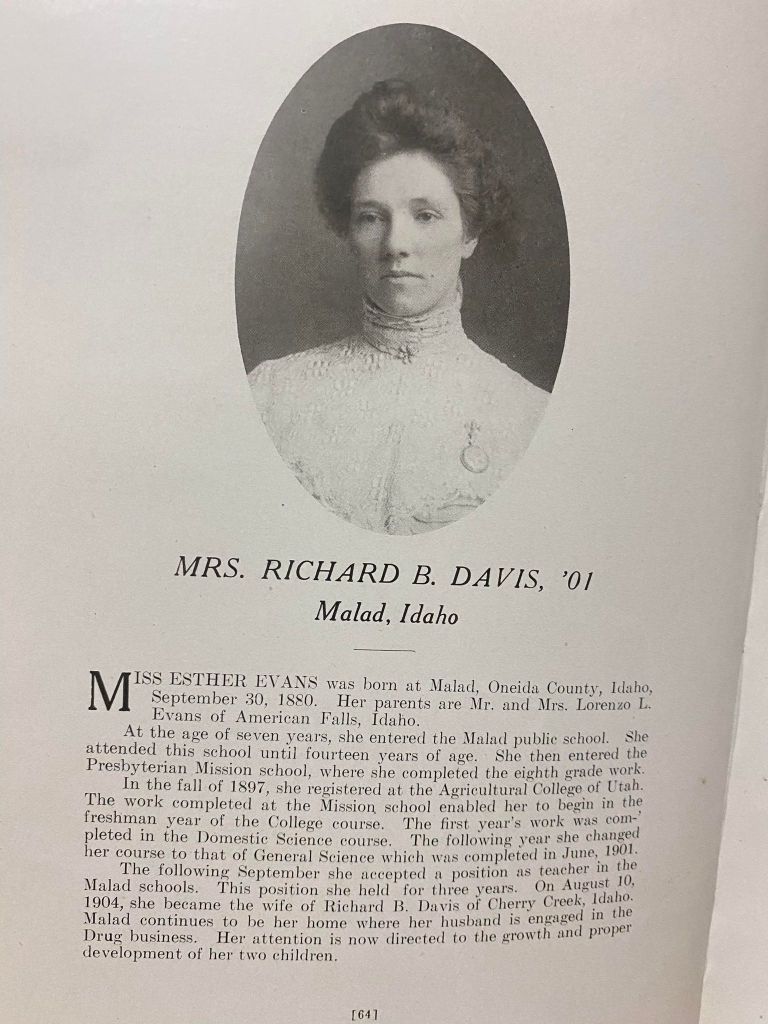 MRS. RICHARD B. DAVIS, '01
Malad, Idaho
MISS ESTHER EVANS was born at Malad, Oneida County, Idaho,
September 30, 1880. Her parents are Mr. and Mrs. Lorenzo L.
Evans of American Falls, Idaho.
At the age of seven years, she entered the Malad public school. She
attended this school until fourteen years of age. She then entered the
Presbyterian Mission school, where she completed the eighth grade work.
In the fall of 1897, she registered at the Agricultural College of Utah.
The work completed at the Mission school enabled her to begin in the
freshman year of the College course. The first year's work was com-
pleted in the Domestic Science course. The following year she changed
her course to that of General Science which was completed in June, 1901.
The following September she accepted a position as teacher in the
Malad schools. This position she held for three years. On August 10,
1904, she became the wife of Richard B. Davis of Cherry Creek, Idaho.
Malad continues to be her home where her husband is engaged in the
Drug business. Her attention is now directed to the growth and proper
development of her two children.
[64]